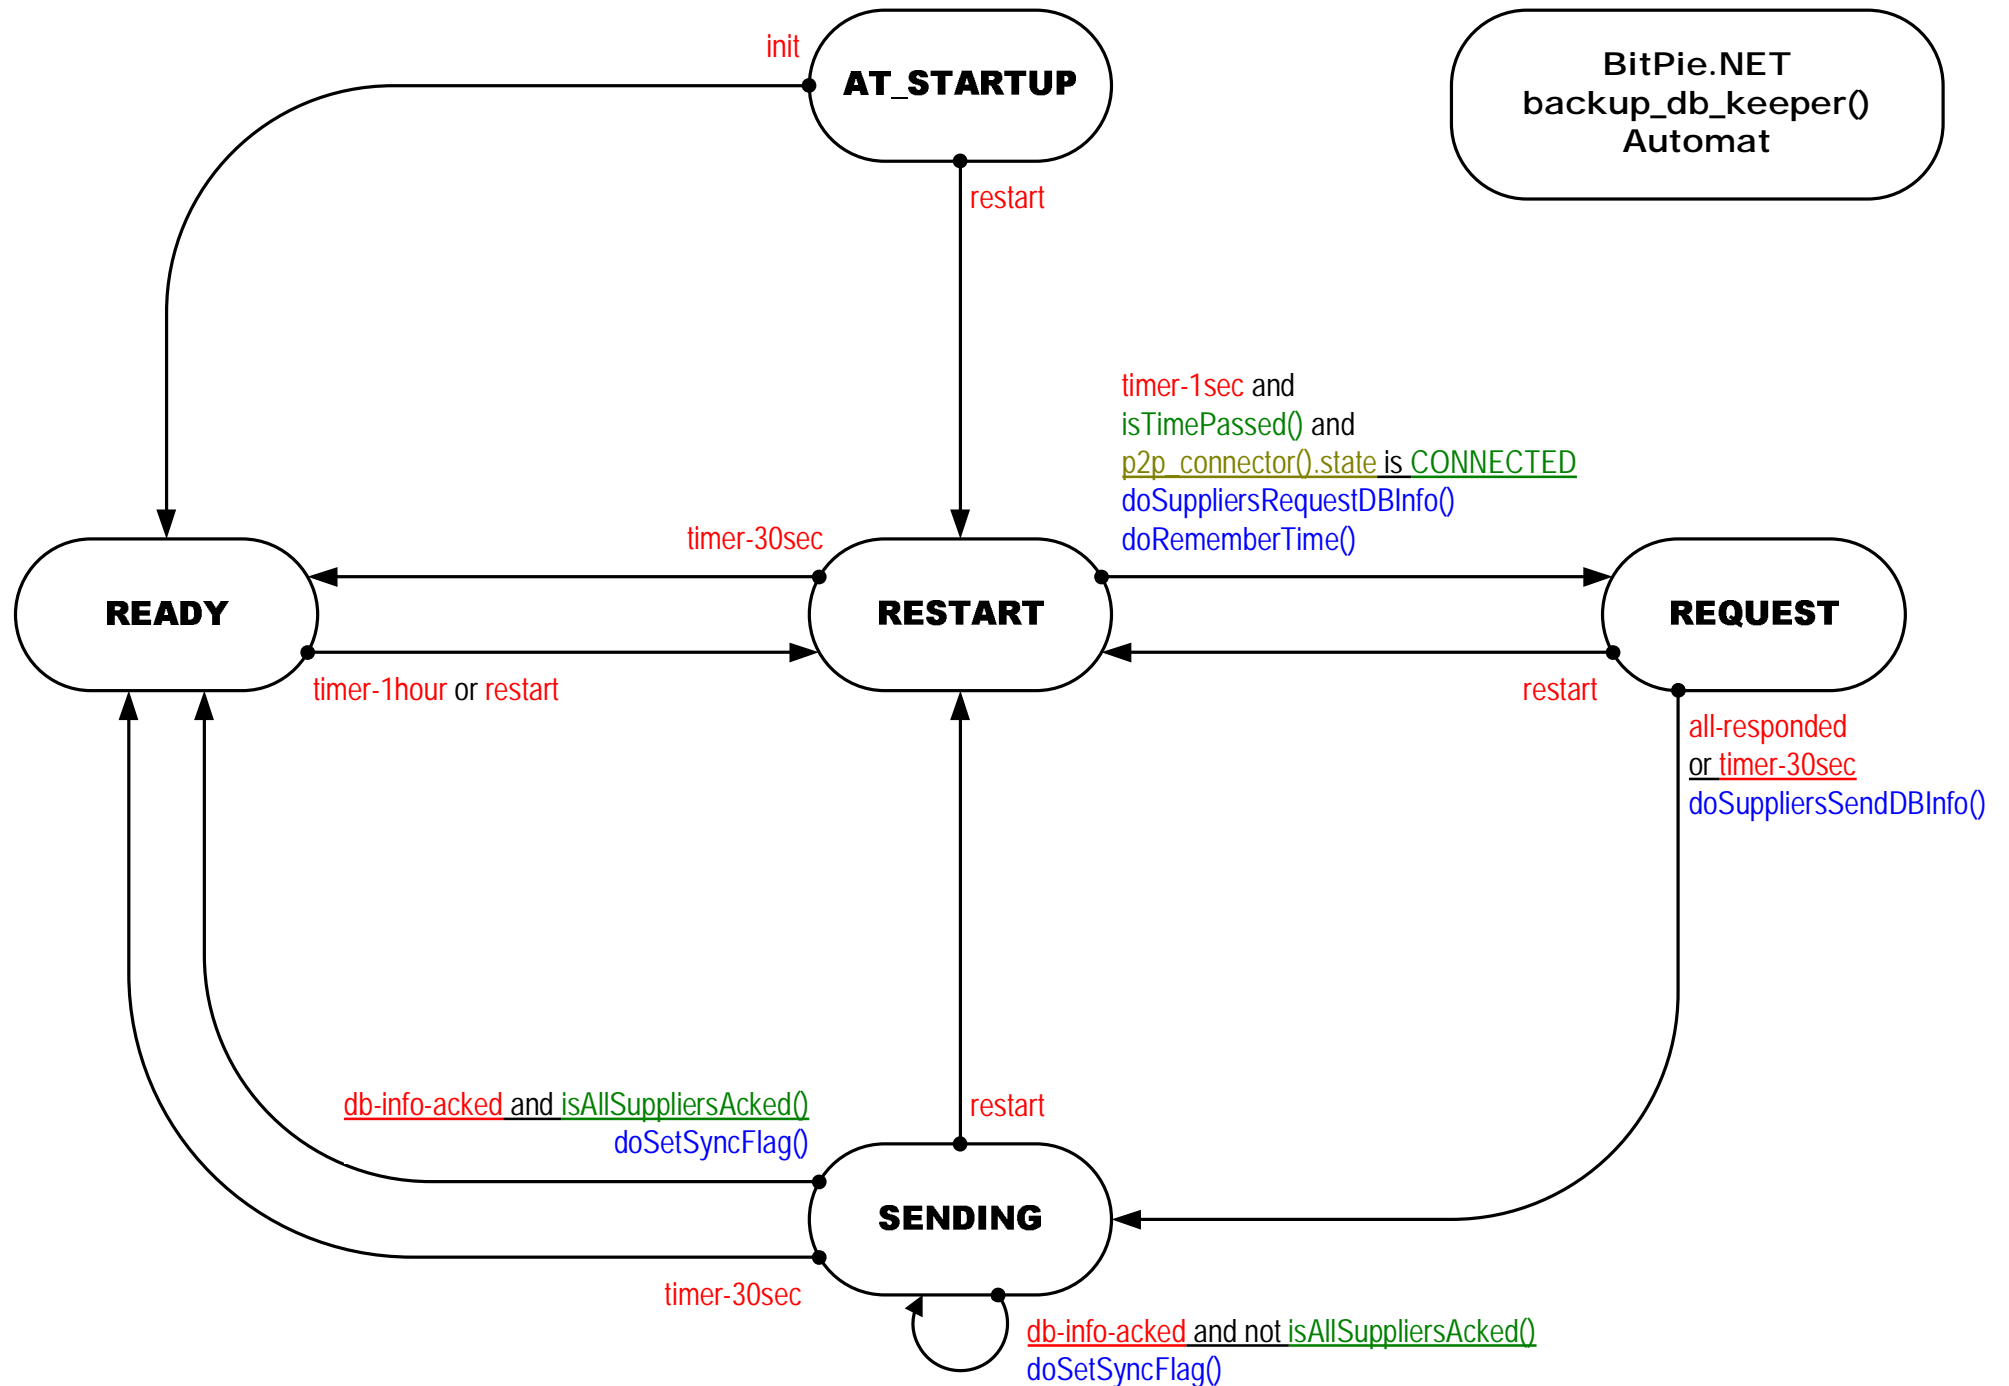 init
AT_STARTUP
BitPie.NET
backup_db_keeper()
Automat
restart
timer-1sec and
isTimePassed() and
p2p_connector().state is CONNECTED
doSuppliersRequestDBInfo()
doRememberTime()
timer-30sec
READY
RESTART
REQUEST
timer-1hour or restart
restart
all-responded
or timer-30sec
doSuppliersSendDBInfo()
db-info-acked and isAllSuppliersAcked()
doSetSyncFlag()
restart
SENDING
timer-30sec
db-info-acked and not isAllSuppliersAcked()
doSetSyncFlag()